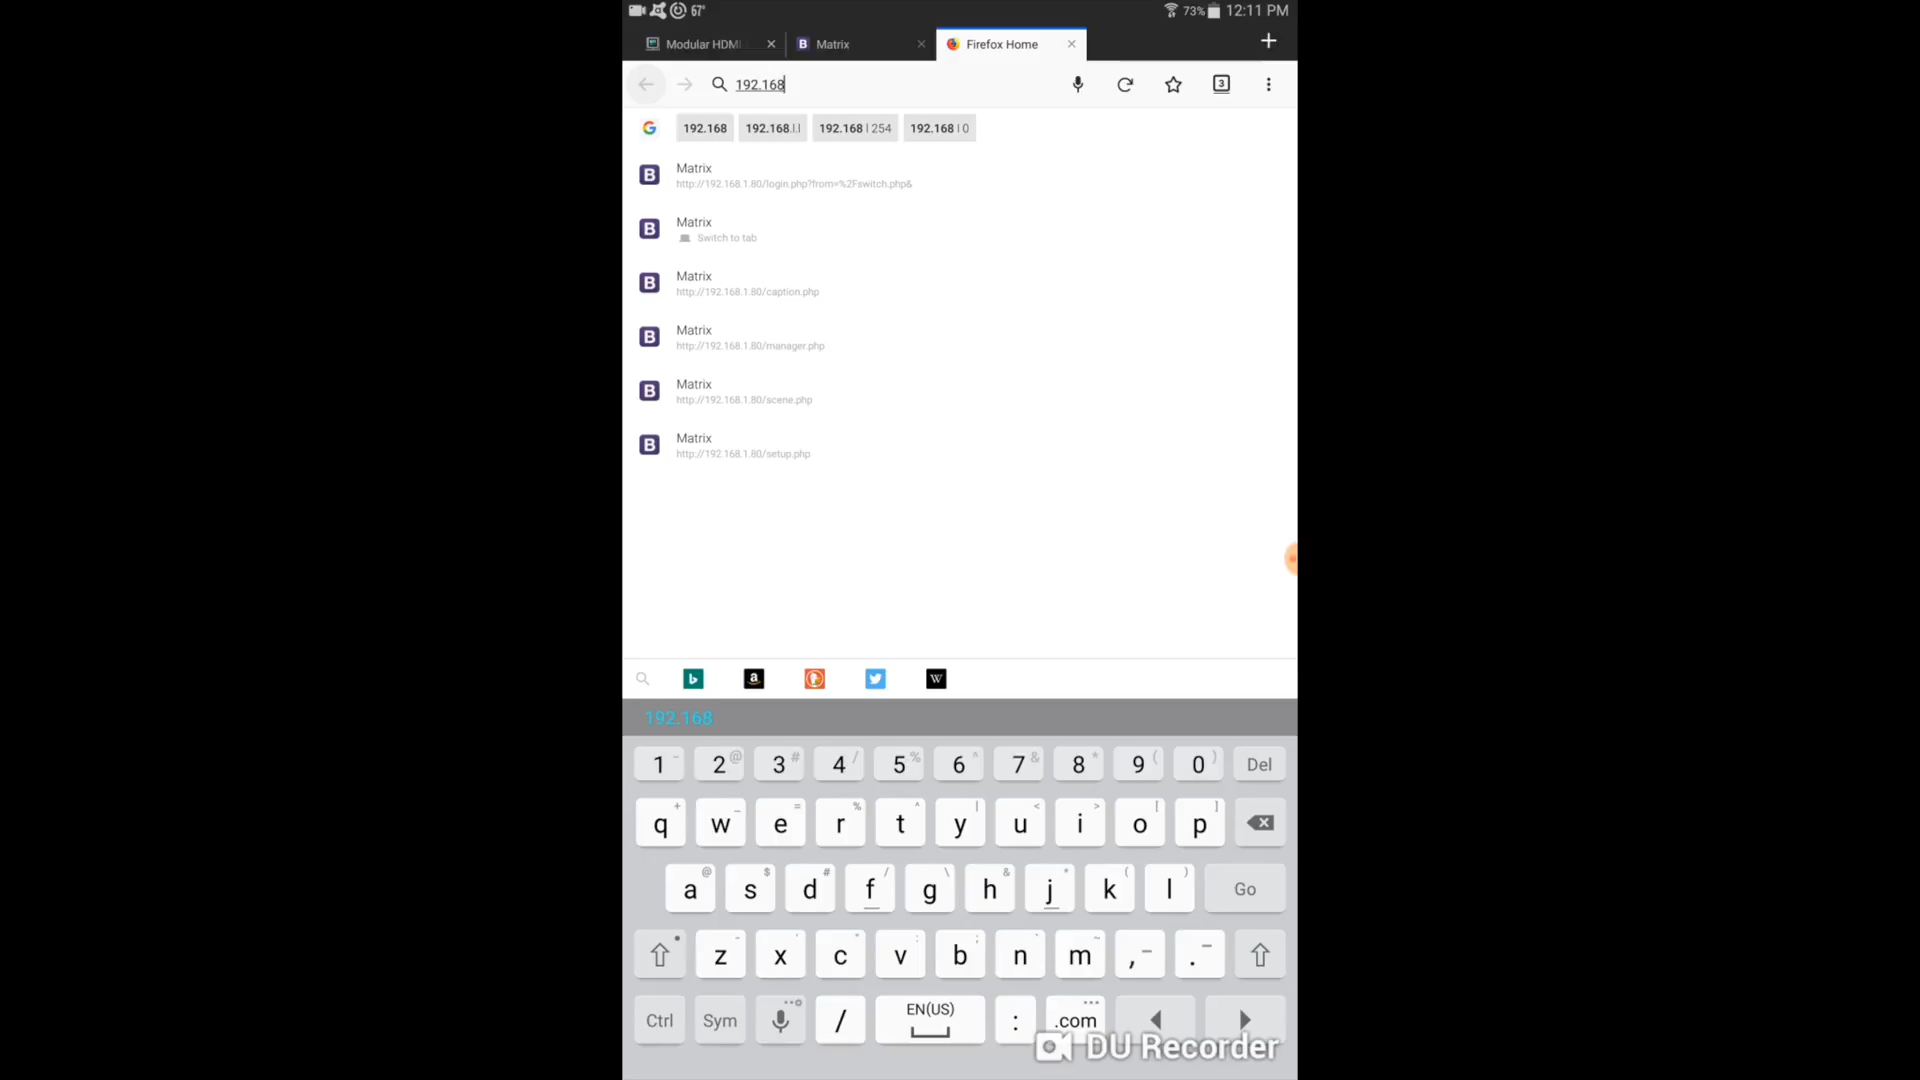 67°
73% 12:11 PM
Modular HDMI
Matrix
Firefox Home
192.168
3
192.168 192.168.l.l 192.168 l 254 192.168 l 0
B Matrix
http://192.168.1.80/login.php?from=%2Fswitch.php&
B Matrix
Switch to tab
B Matrix
http://192.168.1.80/caption.php
B Matrix
http://192.168.1.80/manager.php
B Matrix
http://192.168.1.80/scene.php
B Matrix
http://192.168.1.80/setup.php
192.168
1 2 @ 3 # 4 / 5 % 6 ^ 7 & 8 * 9 ( 0 ) Del
q + w _ e = r % t ^ y | u < i > o [ p ]
a @ s $ d # f / g \ h & j * k ( l ) Go
z x c v b n m , .
Ctrl Sym / EN(US) : .com
DU Recorder